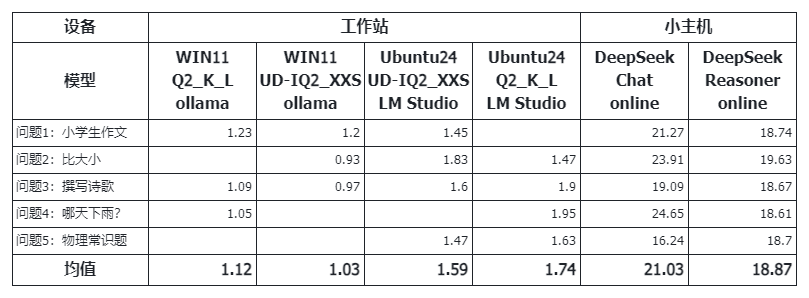 设备 工作站 小主机
模型 WIN11 Q2_K_L ollama WIN11 UD-IQ2_XXS ollama Ubuntu24 UD-IQ2_XXS LM Studio Ubuntu24 Q2_K_L LM Studio DeepSeek Chat online DeepSeek Reasoner online
问题1：小学生作文 1.23 1.2 1.45 21.27 18.74
问题2：比大小 0.93 1.83 1.47 23.91 19.63
问题3：撰写诗歌 1.09 0.97 1.6 1.9 19.09 18.67
问题4：哪天下雨？ 1.05 1.95 24.65 18.61
问题5：物理常识题 1.47 1.63 16.24 18.7
均值 1.12 1.03 1.59 1.74 21.03 18.87